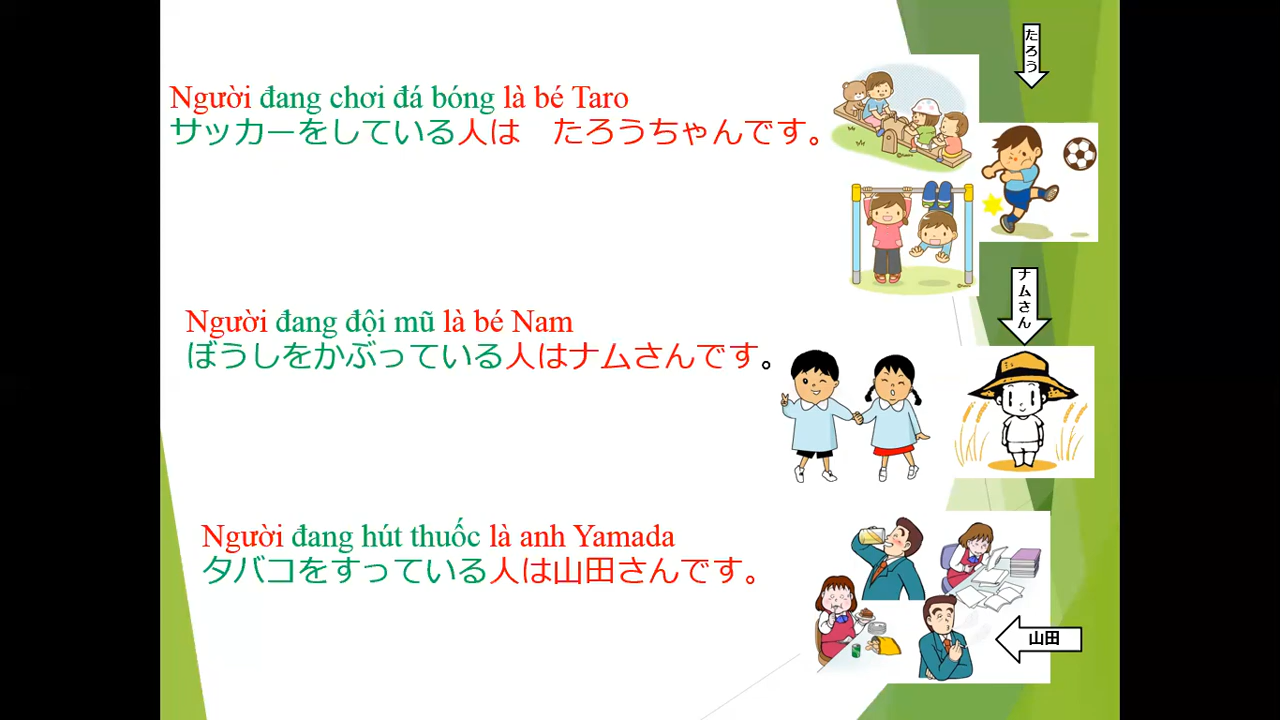 たろう
Người đang chơi đá bóng là bé Taro
サッカーをしている人は　たろうちゃんです。
ナムさん
Người đang đội mũ là bé Nam
ぼうしをかぶっている人はナムさんです。
Người đang hút thuốc là anh Yamada
タバコをすっている人は山田さんです。
山田